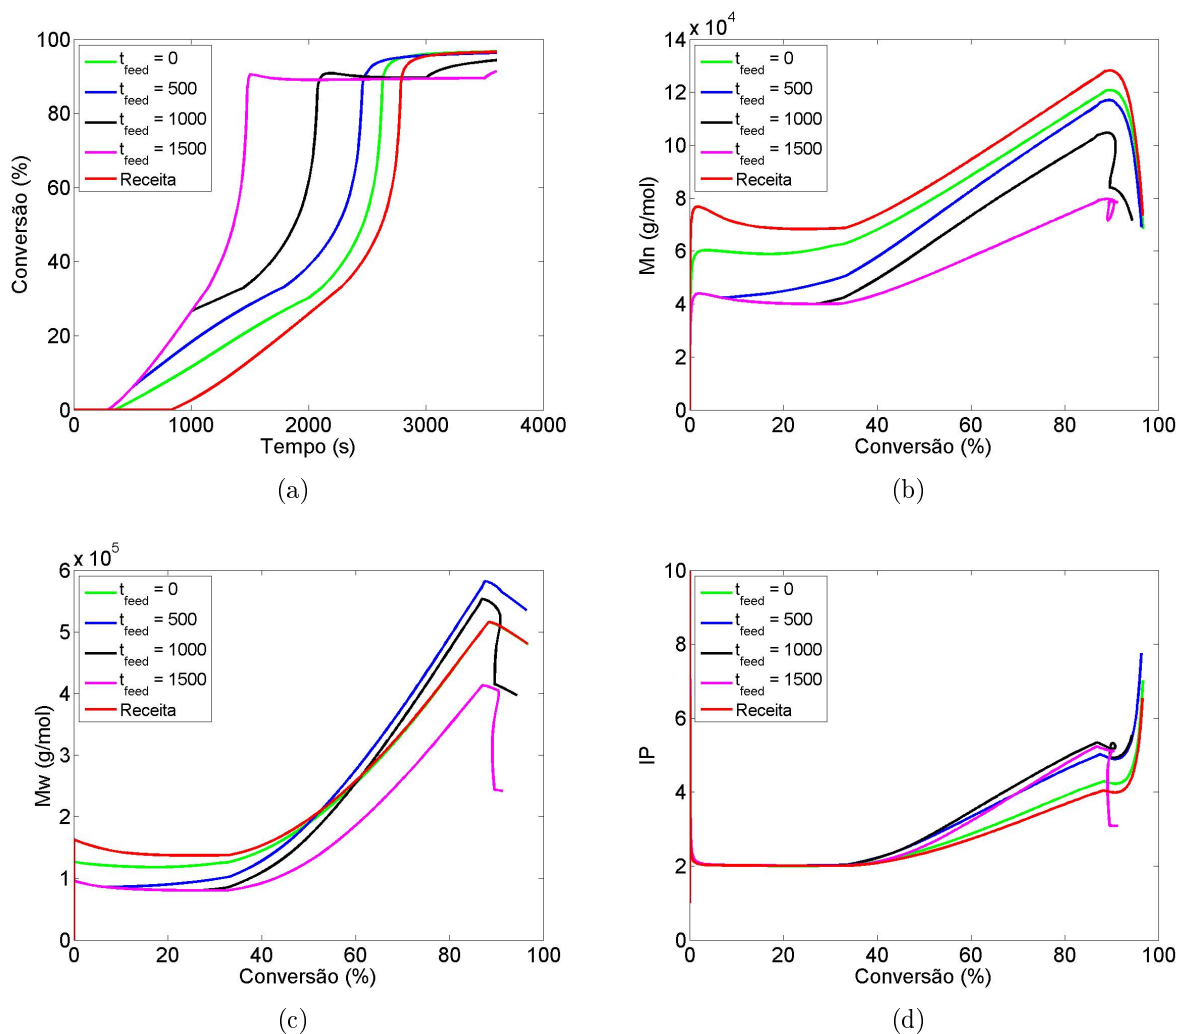 100
80
60
40
20
0
Conversão (%)
t_feed = 0
t_feed = 500
t_feed = 1000
t_feed = 1500
Receita
0 1000 2000 3000 4000
Tempo (s)
(a)
x 10^4
14
12
10
8
6
4
2
0
Mn (g/mol)
t_feed = 0
t_feed = 500
t_feed = 1000
t_feed = 1500
Receita
0 20 40 60 80 100
Conversão (%)
(b)
x 10^5
6
5
4
3
2
1
0
Mw (g/mol)
t_feed = 0
t_feed = 500
t_feed = 1000
t_feed = 1500
Receita
0 20 40 60 80 100
Conversão (%)
(c)
10
8
6
4
2
0
IP
t_feed = 0
t_feed = 500
t_feed = 1000
t_feed = 1500
Receita
0 20 40 60 80 100
Conversão (%)
(d)